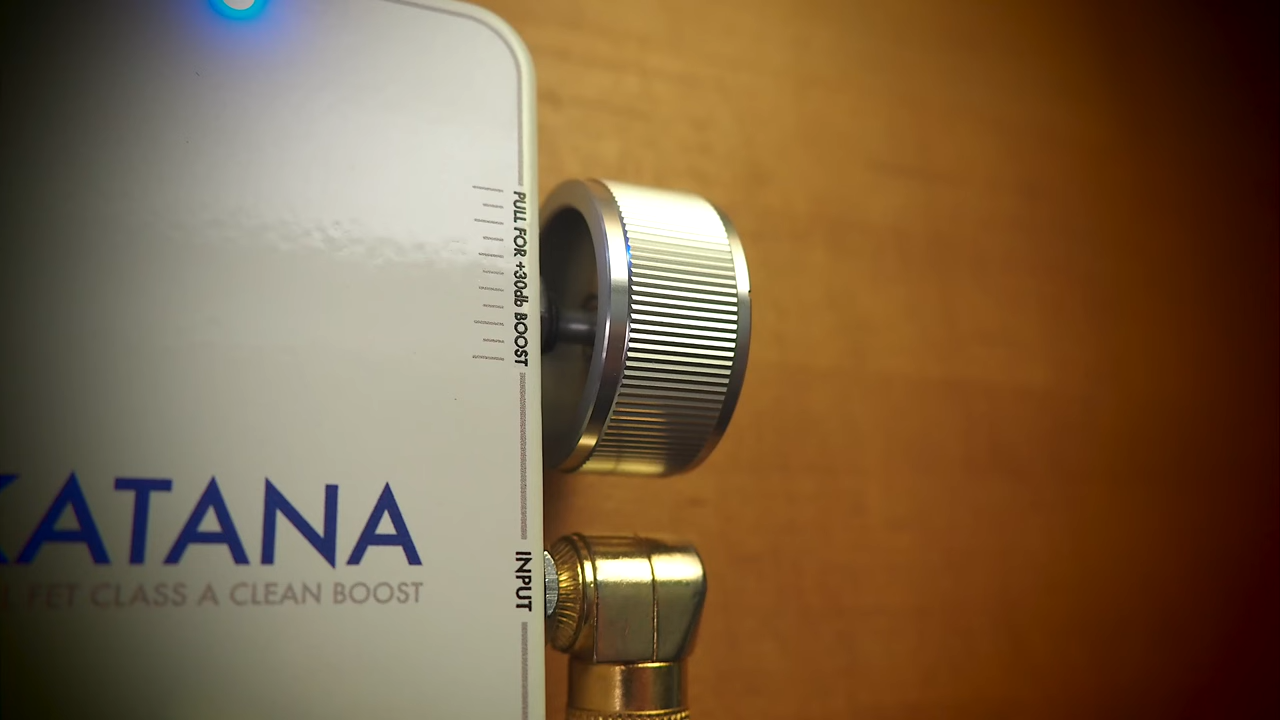 PULL FOR +30db BOOST
KATANA
FET CLASS A CLEAN BOOST
INPUT